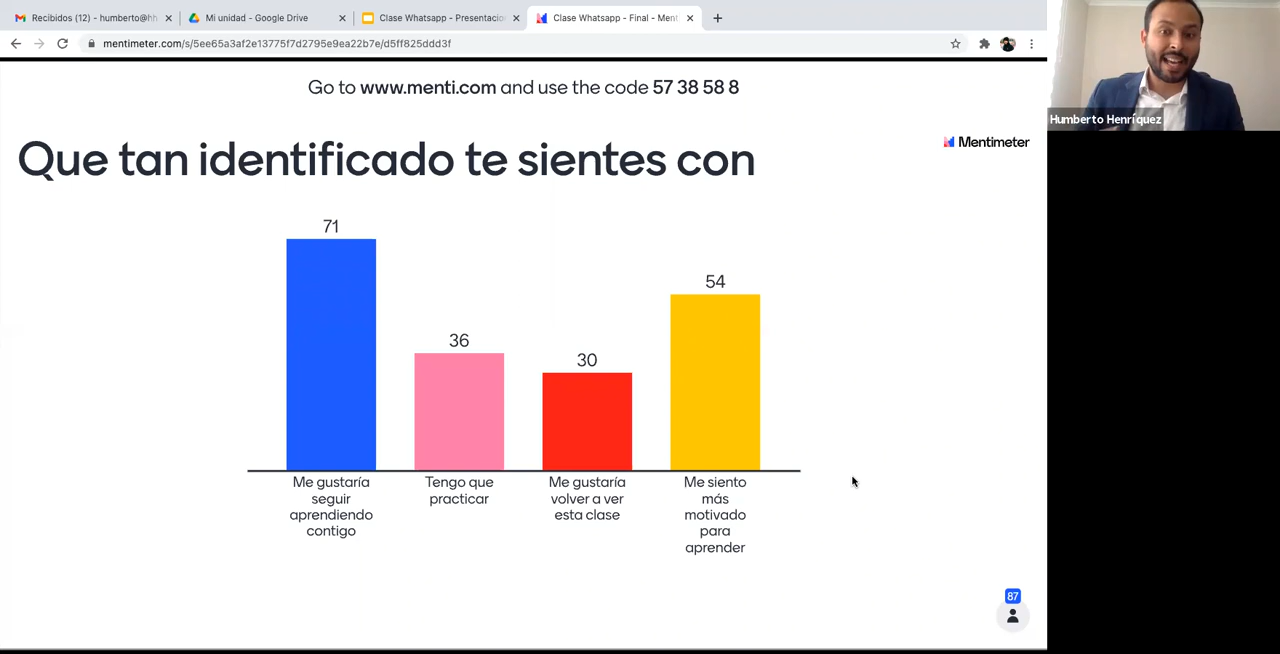 Recibidos (12) - humberto@hh
Mi unidad - Google Drive
Clase Whatsapp - Presentacio
Clase Whatsapp - Final - Ment
mentimeter.com/s/5ee65a3af2e13775f7d2795e9ea22b7e/d5ff825ddd3f
Humberto Henríquez
Go to www.menti.com and use the code 57 38 58 8
Mentimeter
Que tan identificado te sientes con
71
36
30
54
Me gustaría
seguir
aprendiendo
contigo
Tengo que
practicar
Me gustaría
volver a ver
esta clase
Me siento
más
motivado
para
aprender
87